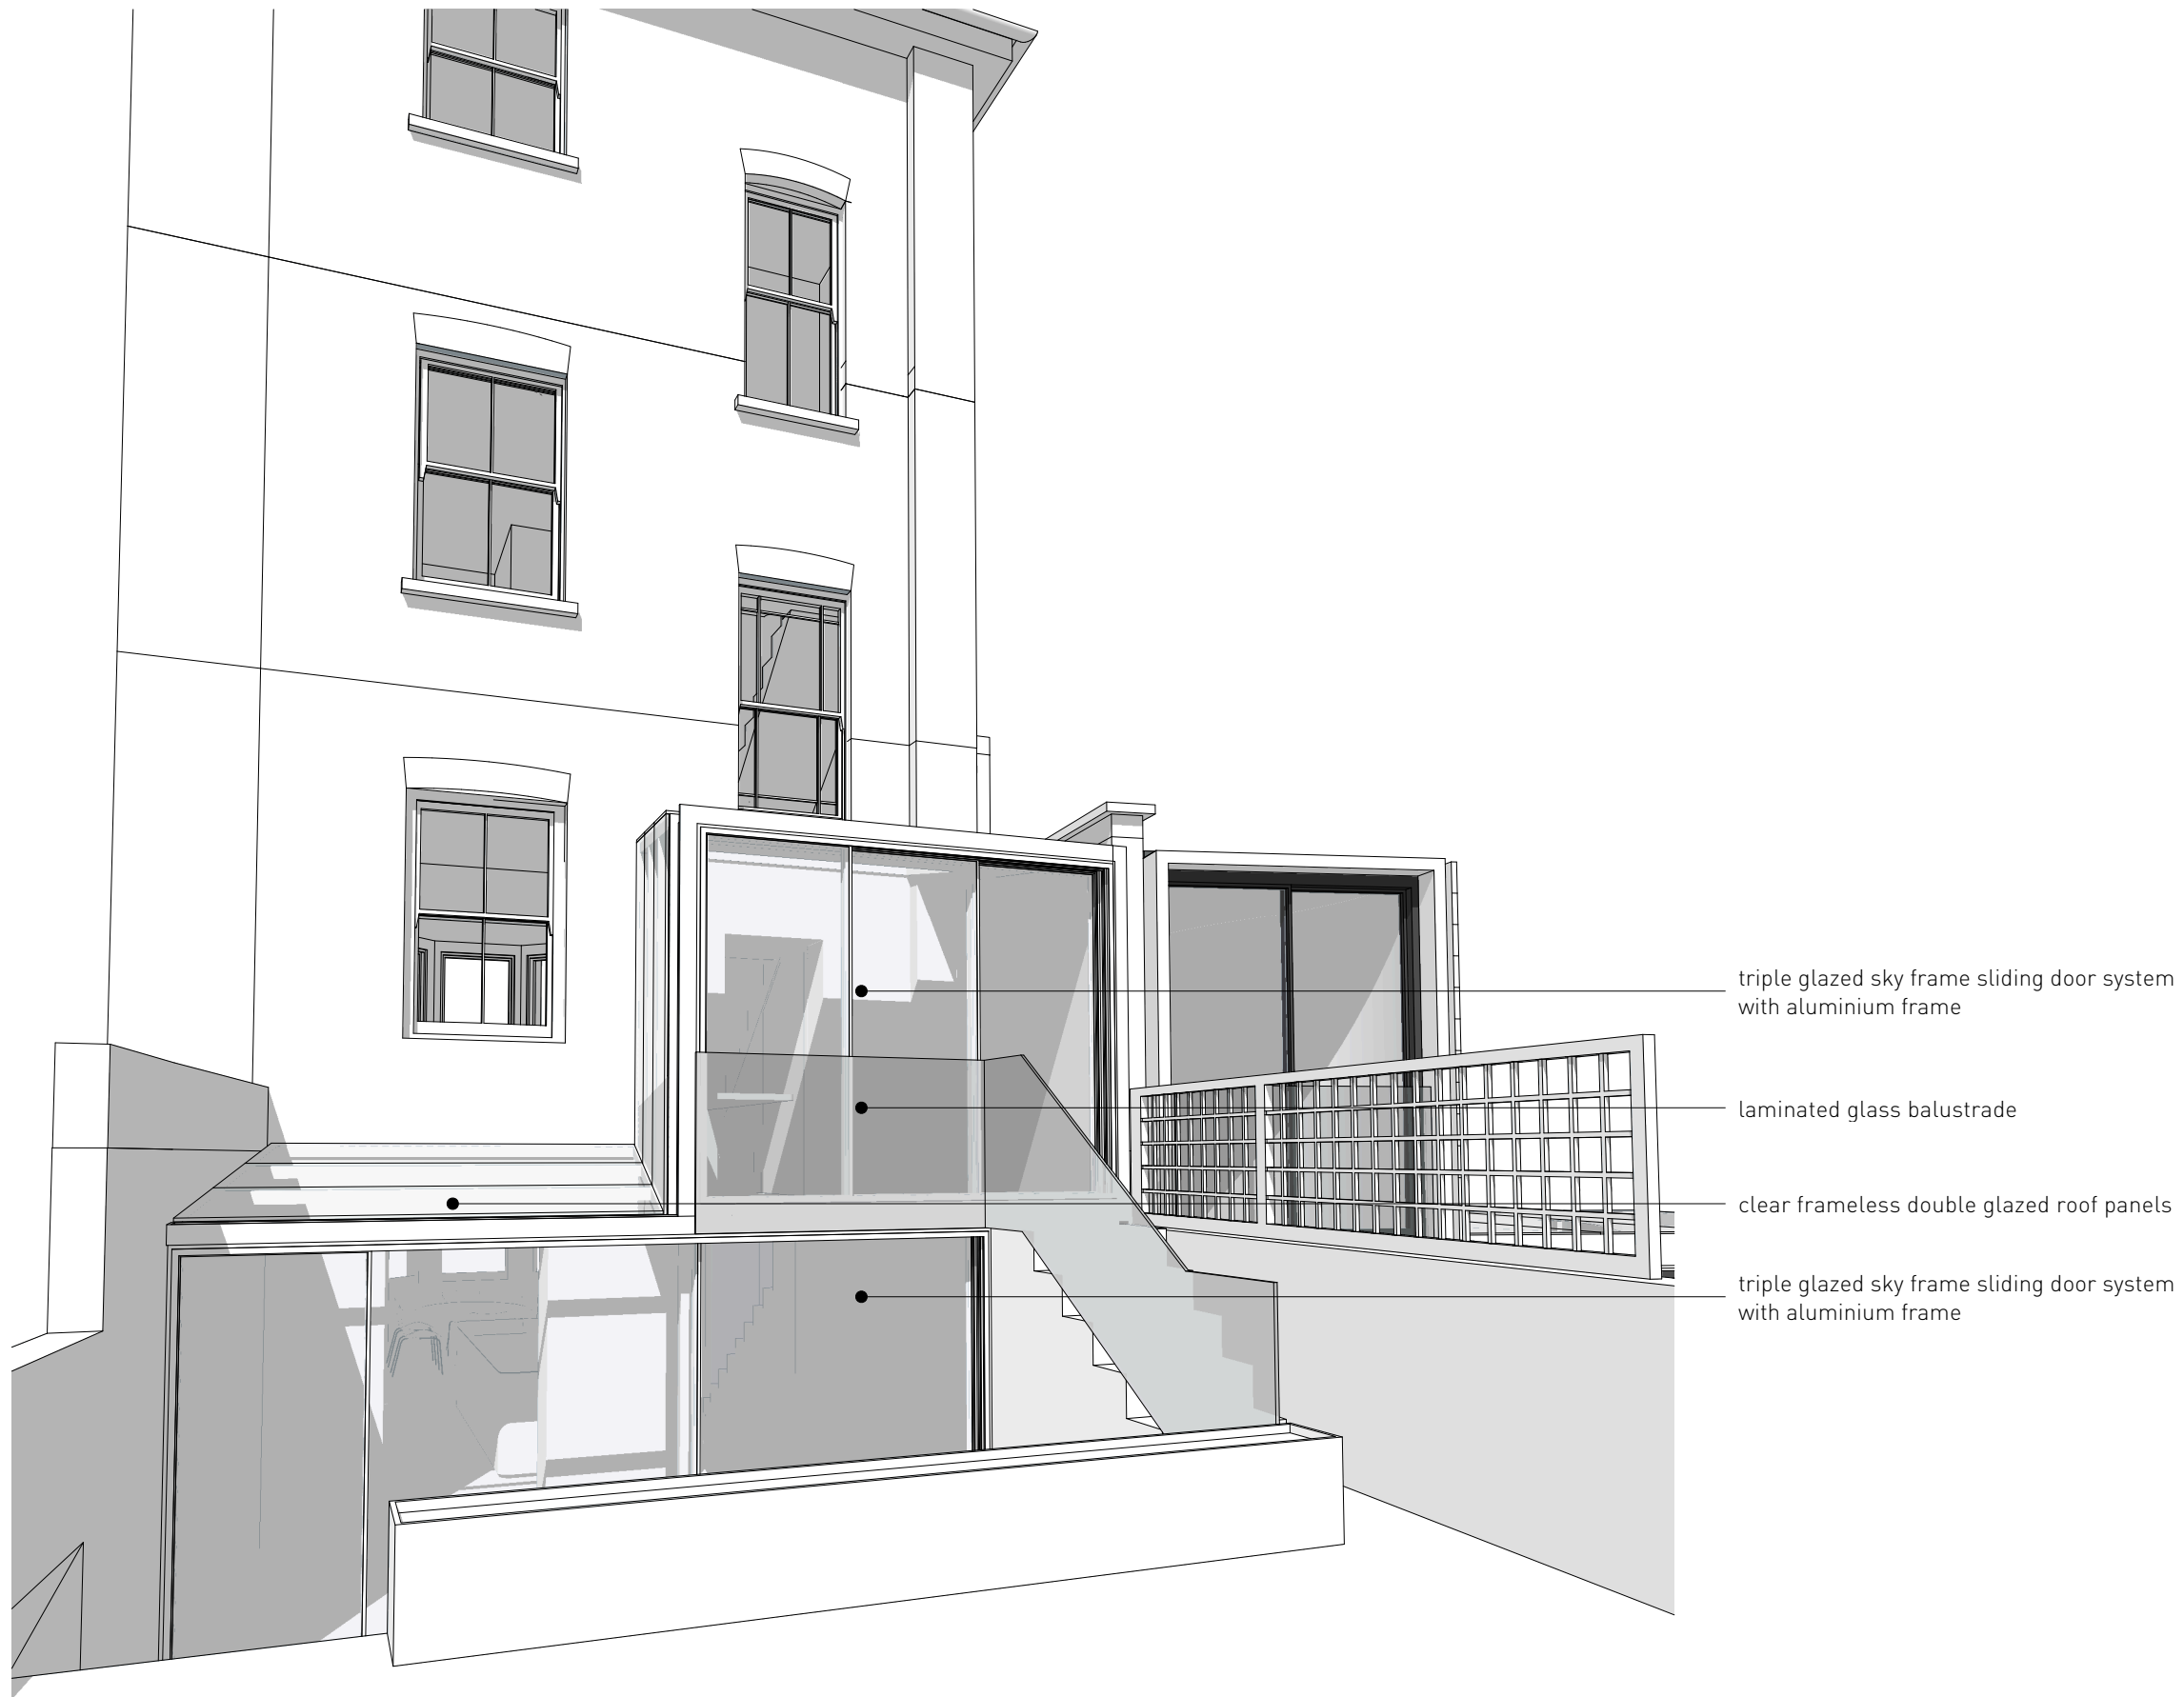 triple glazed sky frame sliding door system
with aluminium frame
laminated glass balustrade
clear frameless double glazed roof panels
triple glazed sky frame sliding door system
with aluminium frame